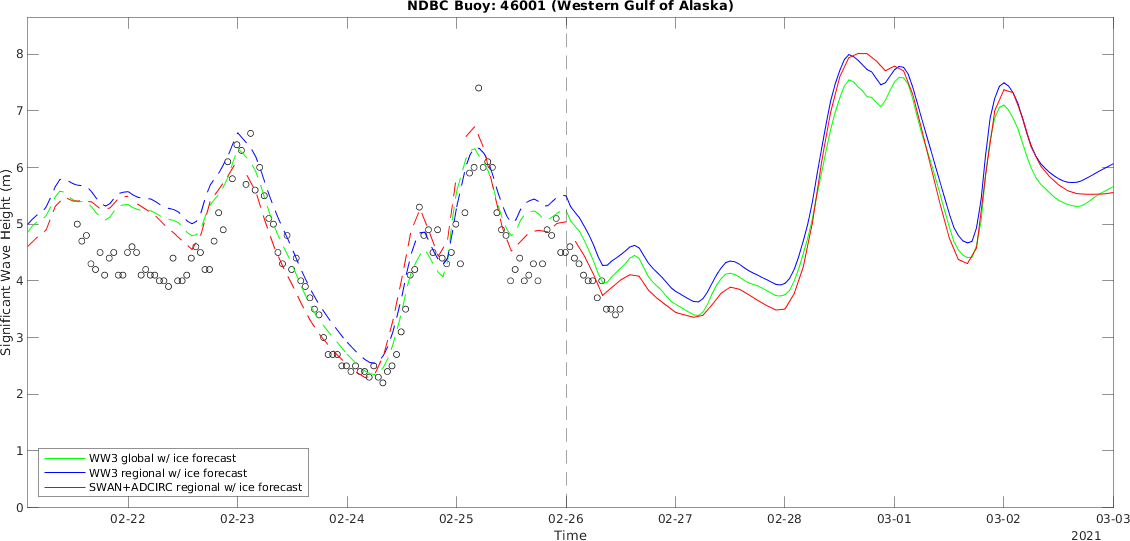 NDBC Buoy: 46001 (Western Gulf of Alaska)
Significant Wave Height (m)
8
7
6
5
4
3
2
1
0
WW3 global w/ ice forecast
WW3 regional w/ ice forecast
SWAN+ADCIRC regional w/ ice forecast
02-22 02-23 02-24 02-25 02-26 02-27 02-28 03-01 03-02 03-03
Time
2021